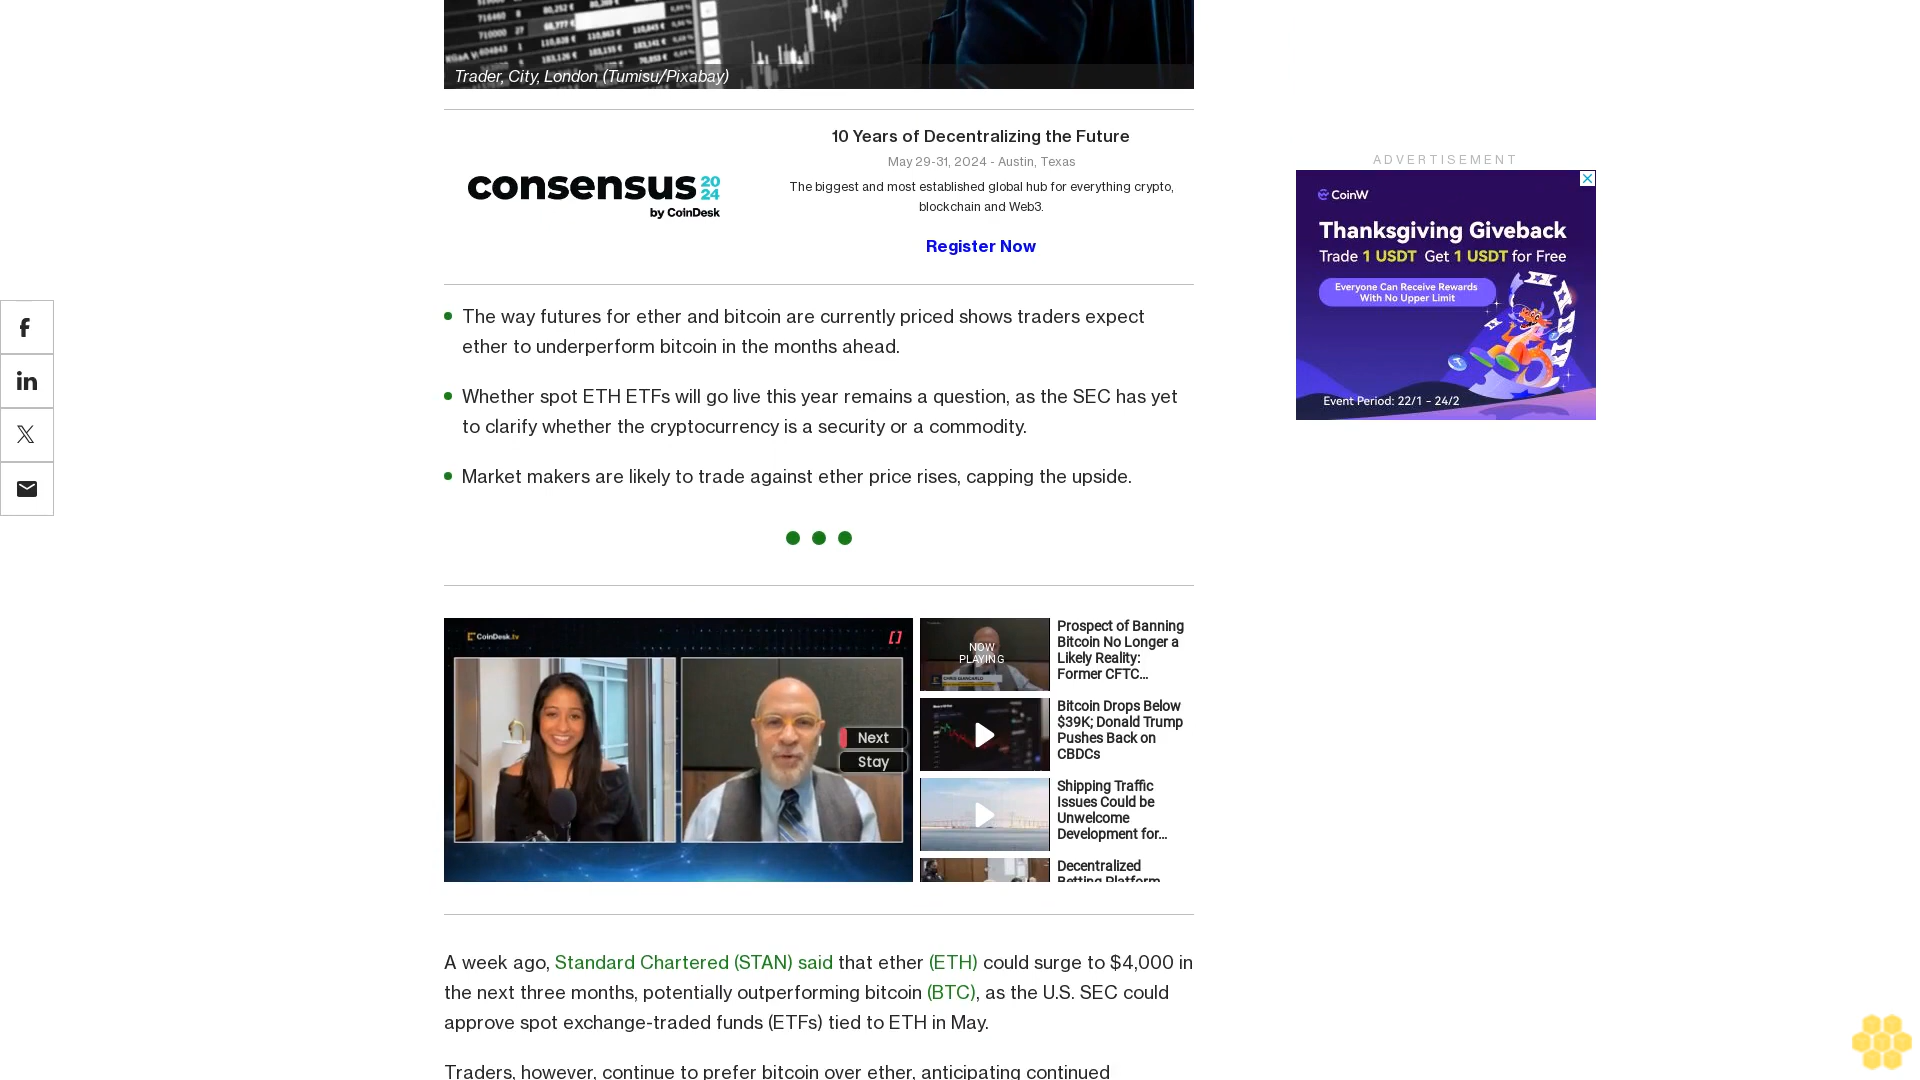 Trader, City, London (Tumisu/Pixabay)
consensus 2024
by CoinDesk
10 Years of Decentralizing the Future
May 29-31, 2024 - Austin, Texas
The biggest and most established global hub for everything crypto,
blockchain and Web3.
Register Now
ADVERTISEMENT
CoinW
Thanksgiving Giveback
Trade 1 USDT Get 1 USDT for Free
Everyone Can Receive Rewards
With No Upper Limit
Event Period: 22/1 - 24/2
The way futures for ether and bitcoin are currently priced shows traders expect
ether to underperform bitcoin in the months ahead.
Whether spot ETH ETFs will go live this year remains a question, as the SEC has yet
to clarify whether the cryptocurrency is a security or a commodity.
Market makers are likely to trade against ether price rises, capping the upside.
CoinDesk.tv
Next
Stay
NOW
PLAYING
CHRIS GIANCARLO
Prospect of Banning
Bitcoin No Longer a
Likely Reality:
Former CFTC...
Bitcoin Drops Below
$39K; Donald Trump
Pushes Back on
CBDCs
Shipping Traffic
Issues Could be
Unwelcome
Development for...
Decentralized
Betting Platform
A week ago, Standard Chartered (STAN) said that ether (ETH) could surge to $4,000 in
the next three months, potentially outperforming bitcoin (BTC), as the U.S. SEC could
approve spot exchange-traded funds (ETFs) tied to ETH in May.
Traders, however, continue to prefer bitcoin over ether, anticipating continued